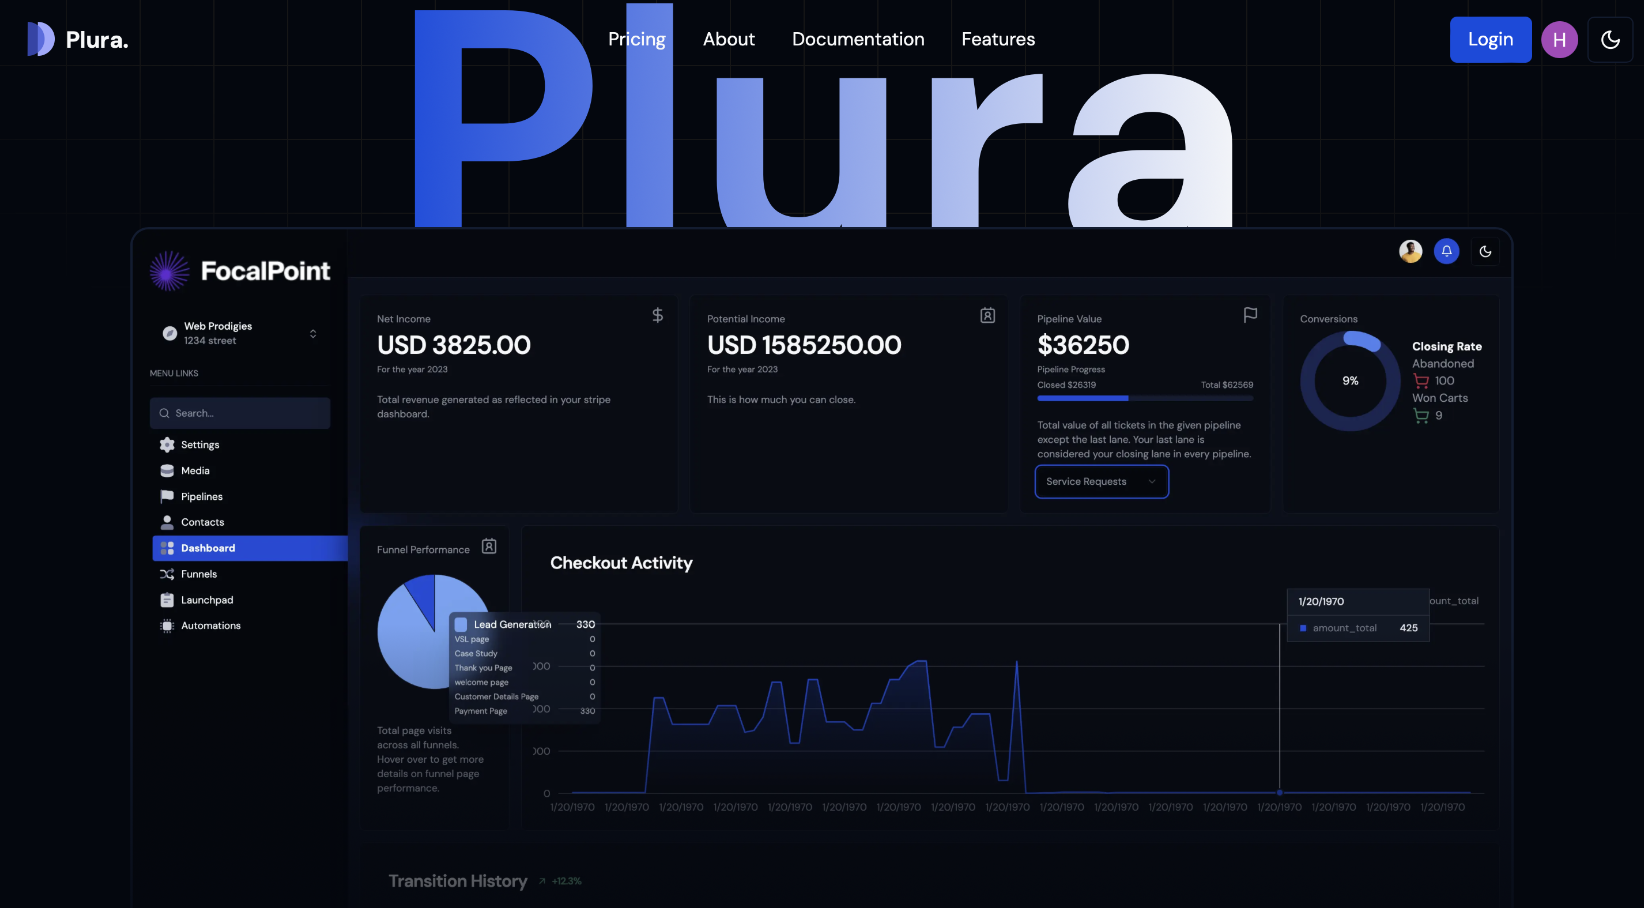 Plura.
Pricing
About
Documentation
Features
Login
H
Plura
FocalPoint
Web Prodigies
1234 street
MENU LINKS
Search...
Settings
Media
Pipelines
Contacts
Dashboard
Funnels
Launchpad
Automations
Net Income
USD 3825.00
For the year 2023
Total revenue generated as reflected in your stripe
dashboard.
Potential Income
USD 1585250.00
For the year 2023
This is how much you can close.
Pipeline Value
$36250
Pipeline Progress
Closed $26319
Total $62569
Total value of all tickets in the given pipeline
except the last lane. Your last lane is
considered your closing lane in every pipeline.
Service Requests
Conversions
9%
Closing Rate
Abandoned
100
Won Carts
9
Funnel Performance
Lead Generation 330
VSL page 0
Case Study 0
Thank you Page 0
welcome page 0
Customer Details Page 0
Payment Page 330
Total page visits
across all funnels.
Hover over to get more
details on funnel page
performance.
Checkout Activity
1/20/1970
amount_total 425
ount_total
000
000
000
0
1/20/1970 1/20/1970 1/20/1970 1/20/1970 1/20/1970 1/20/1970 1/20/1970 1/20/1970 1/20/1970 1/20/1970 1/20/1970 1/20/1970 1/20/1970 1/20/1970 1/20/1970 1/20/1970 1/20/1970
Transition History
+12.3%